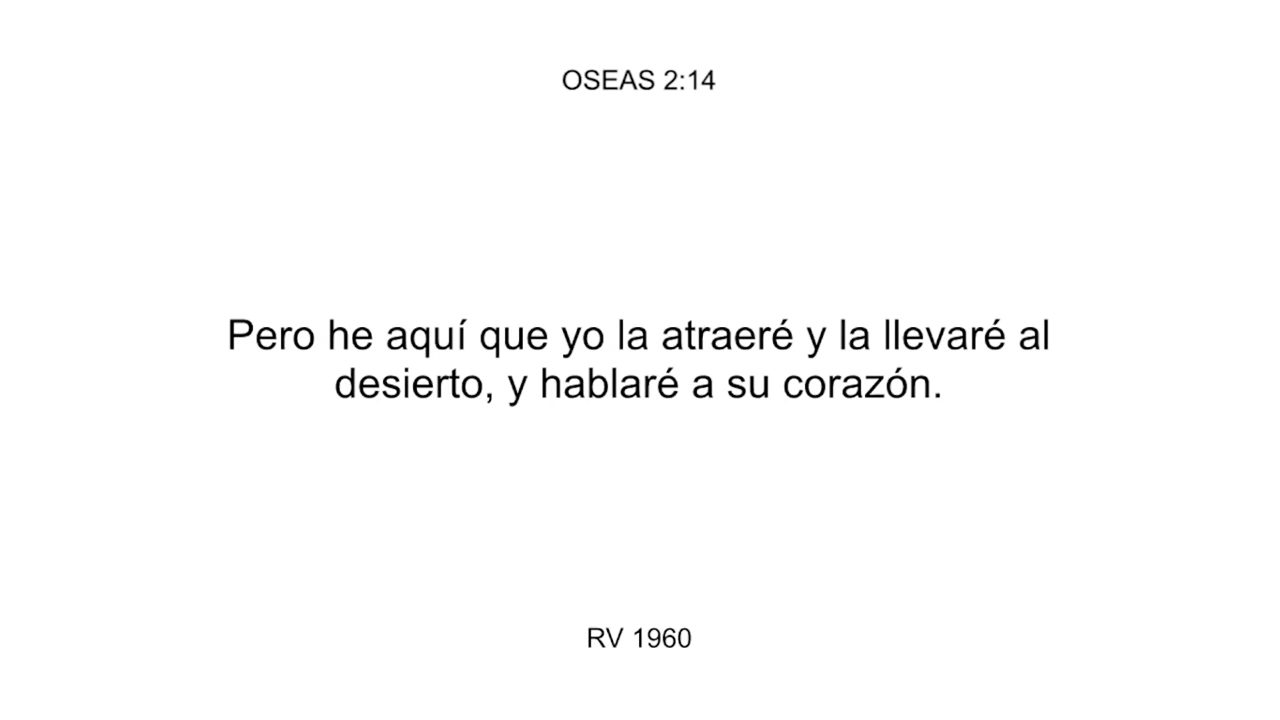 OSEAS 2:14
Pero he aquí que yo la atraeré y la llevaré al
desierto, y hablaré a su corazón.
RV 1960